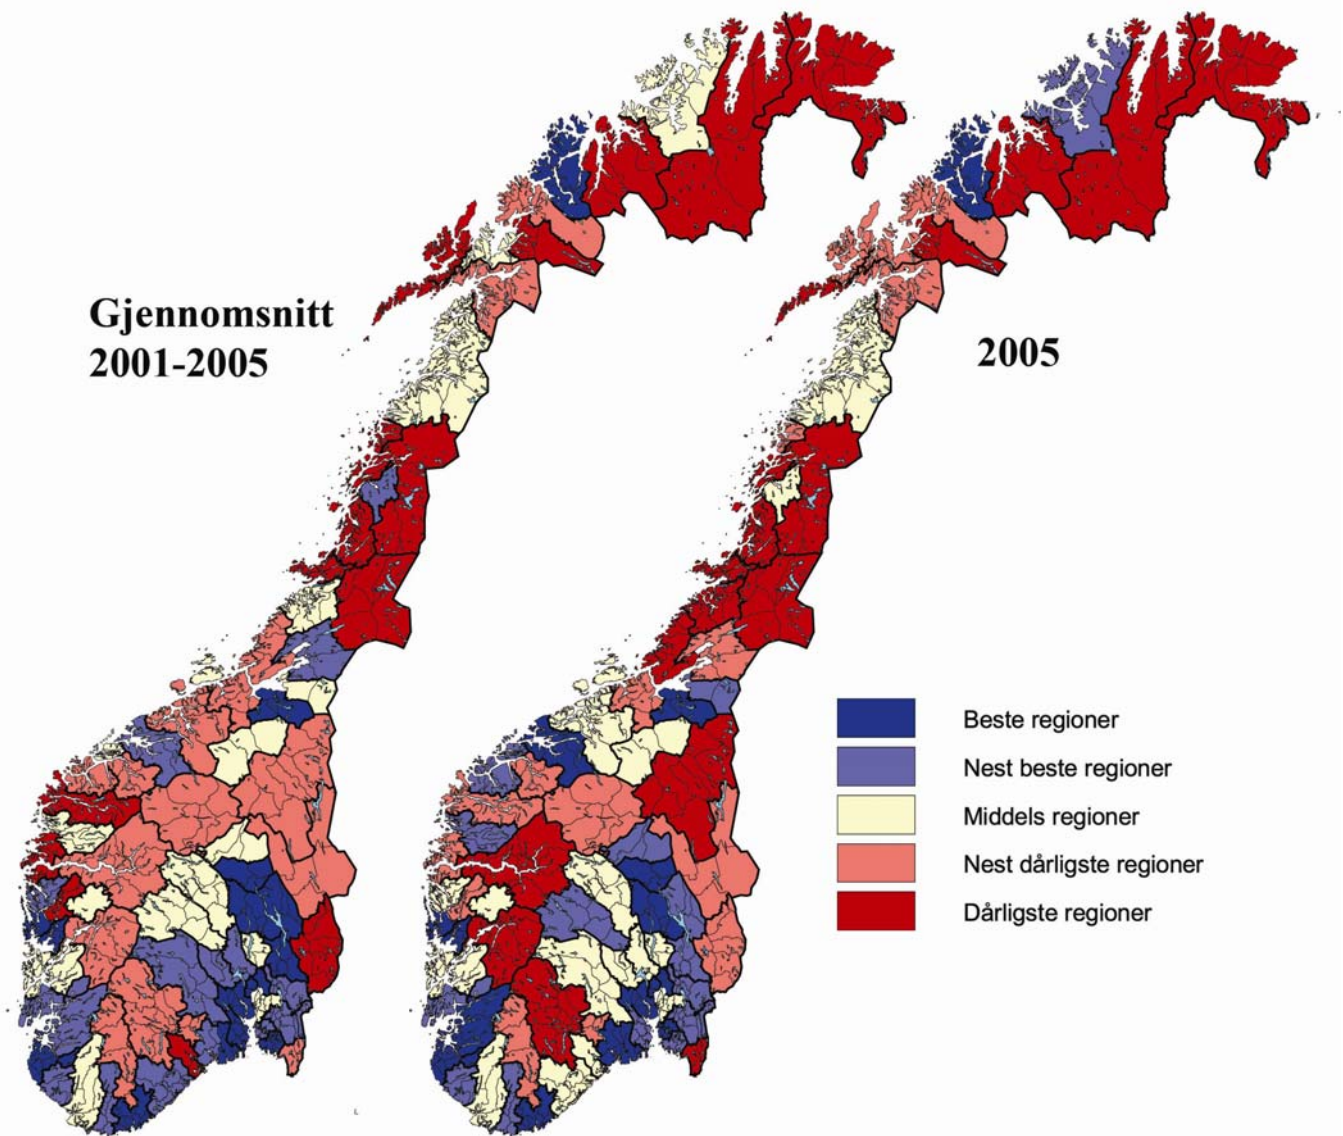 Gjennomsnitt
2001-2005
2005
Beste regioner
Nest beste regioner
Middels regioner
Nest dårligste regioner
Dårligste regioner